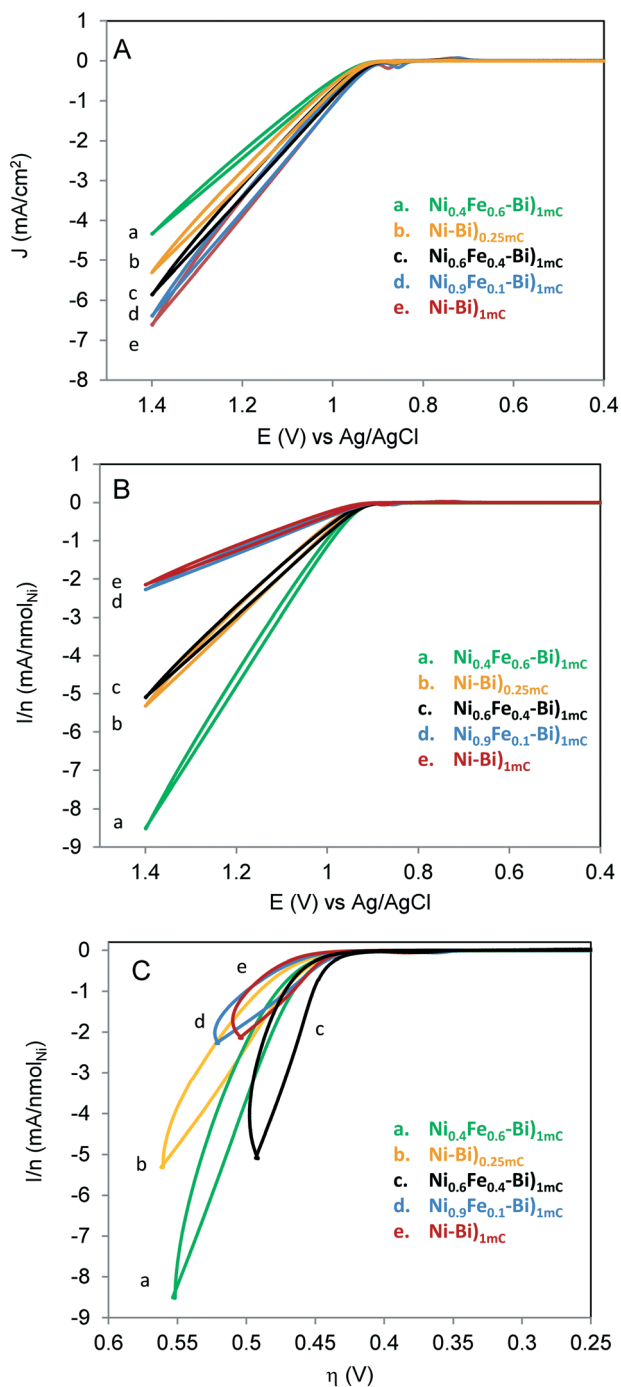 A
1
0
-1
-2
-3
-4
-5
-6
-7
-8
J (mA/cm²)
a
b
c
d
e
a. Ni0.4Fe0.6-Bi)1mC
b. Ni-Bi)0.25mC
c. Ni0.6Fe0.4-Bi)1mC
d. Ni0.9Fe0.1-Bi)1mC
e. Ni-Bi)1mC
1.4 1.2 1 0.8 0.6 0.4
E (V) vs Ag/AgCl
B
1
0
-1
-2
-3
-4
-5
-6
-7
-8
-9
I/n (mA/nmolNi)
e
d
c
b
a
a. Ni0.4Fe0.6-Bi)1mC
b. Ni-Bi)0.25mC
c. Ni0.6Fe0.4-Bi)1mC
d. Ni0.9Fe0.1-Bi)1mC
e. Ni-Bi)1mC
1.4 1.2 1 0.8 0.6 0.4
E (V) vs Ag/AgCl
C
0
-1
-2
-3
-4
-5
-6
-7
-8
-9
I/n (mA/nmolNi)
e
d
c
b
a
a. Ni0.4Fe0.6-Bi)1mC
b. Ni-Bi)0.25mC
c. Ni0.6Fe0.4-Bi)1mC
d. Ni0.9Fe0.1-Bi)1mC
e. Ni-Bi)1mC
0.6 0.55 0.5 0.45 0.4 0.35 0.3 0.25
η (V)